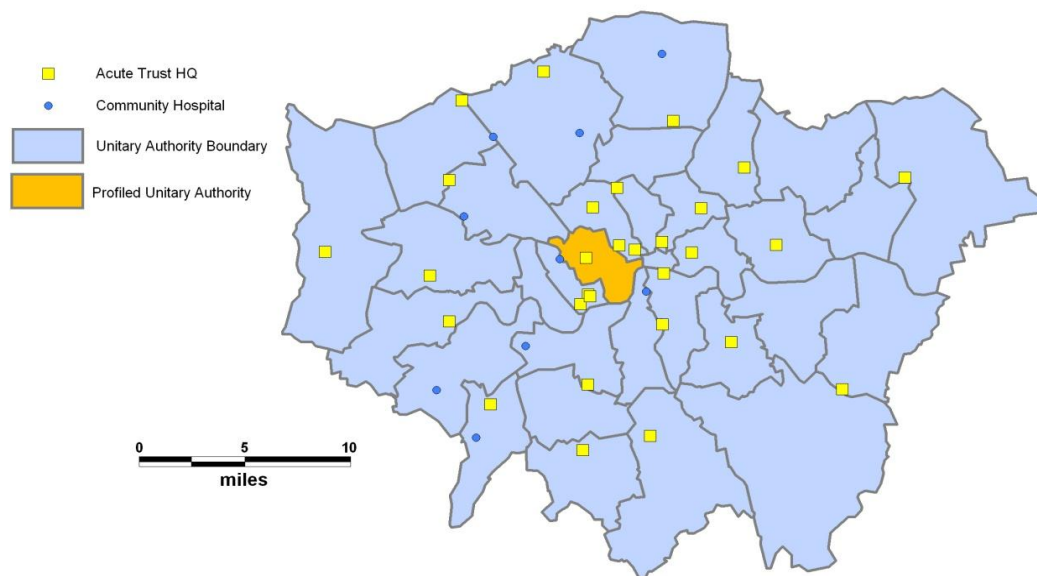 Acute Trust HQ
Community Hospital
Unitary Authority Boundary
Profiled Unitary Authority
0 5 10
miles